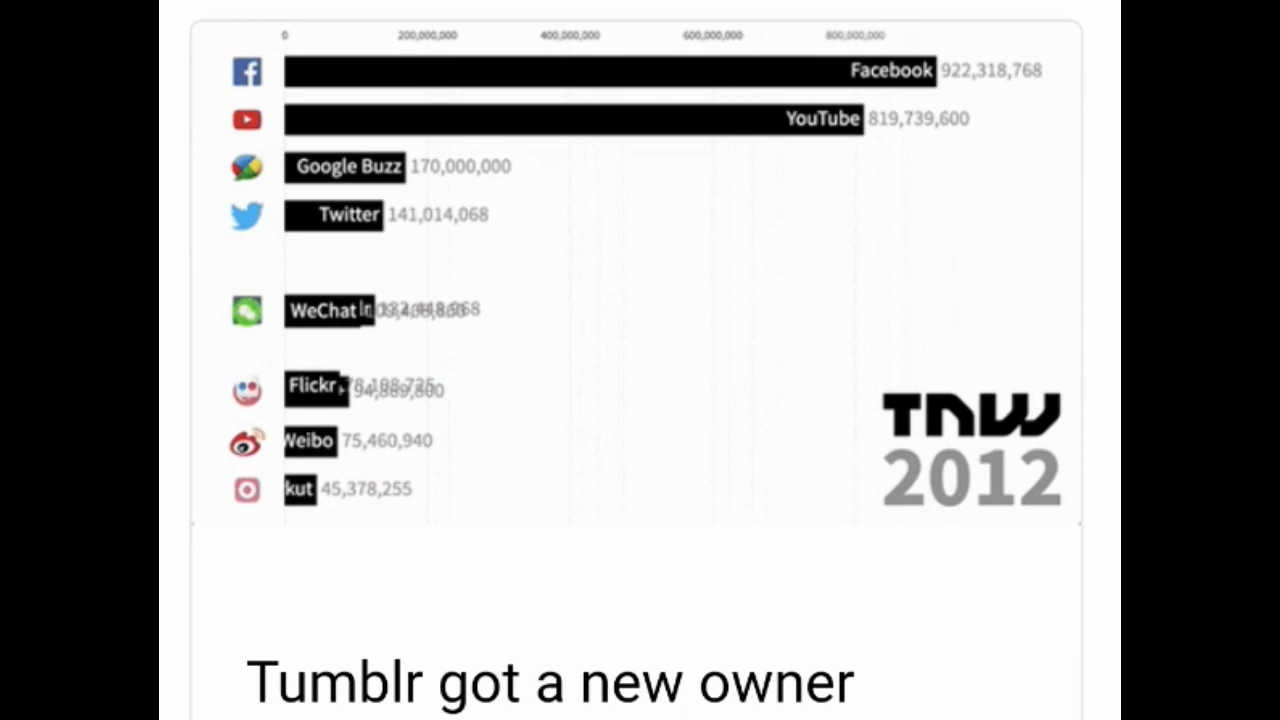 0 200,000,000 400,000,000 600,000,000 800,000,000
Facebook 922,318,768
YouTube 819,739,600
Google Buzz 170,000,000
Twitter 141,014,068
WeChat
Flickr
Weibo 75,460,940
kut 45,378,255
TNW
2012
Tumblr got a new owner